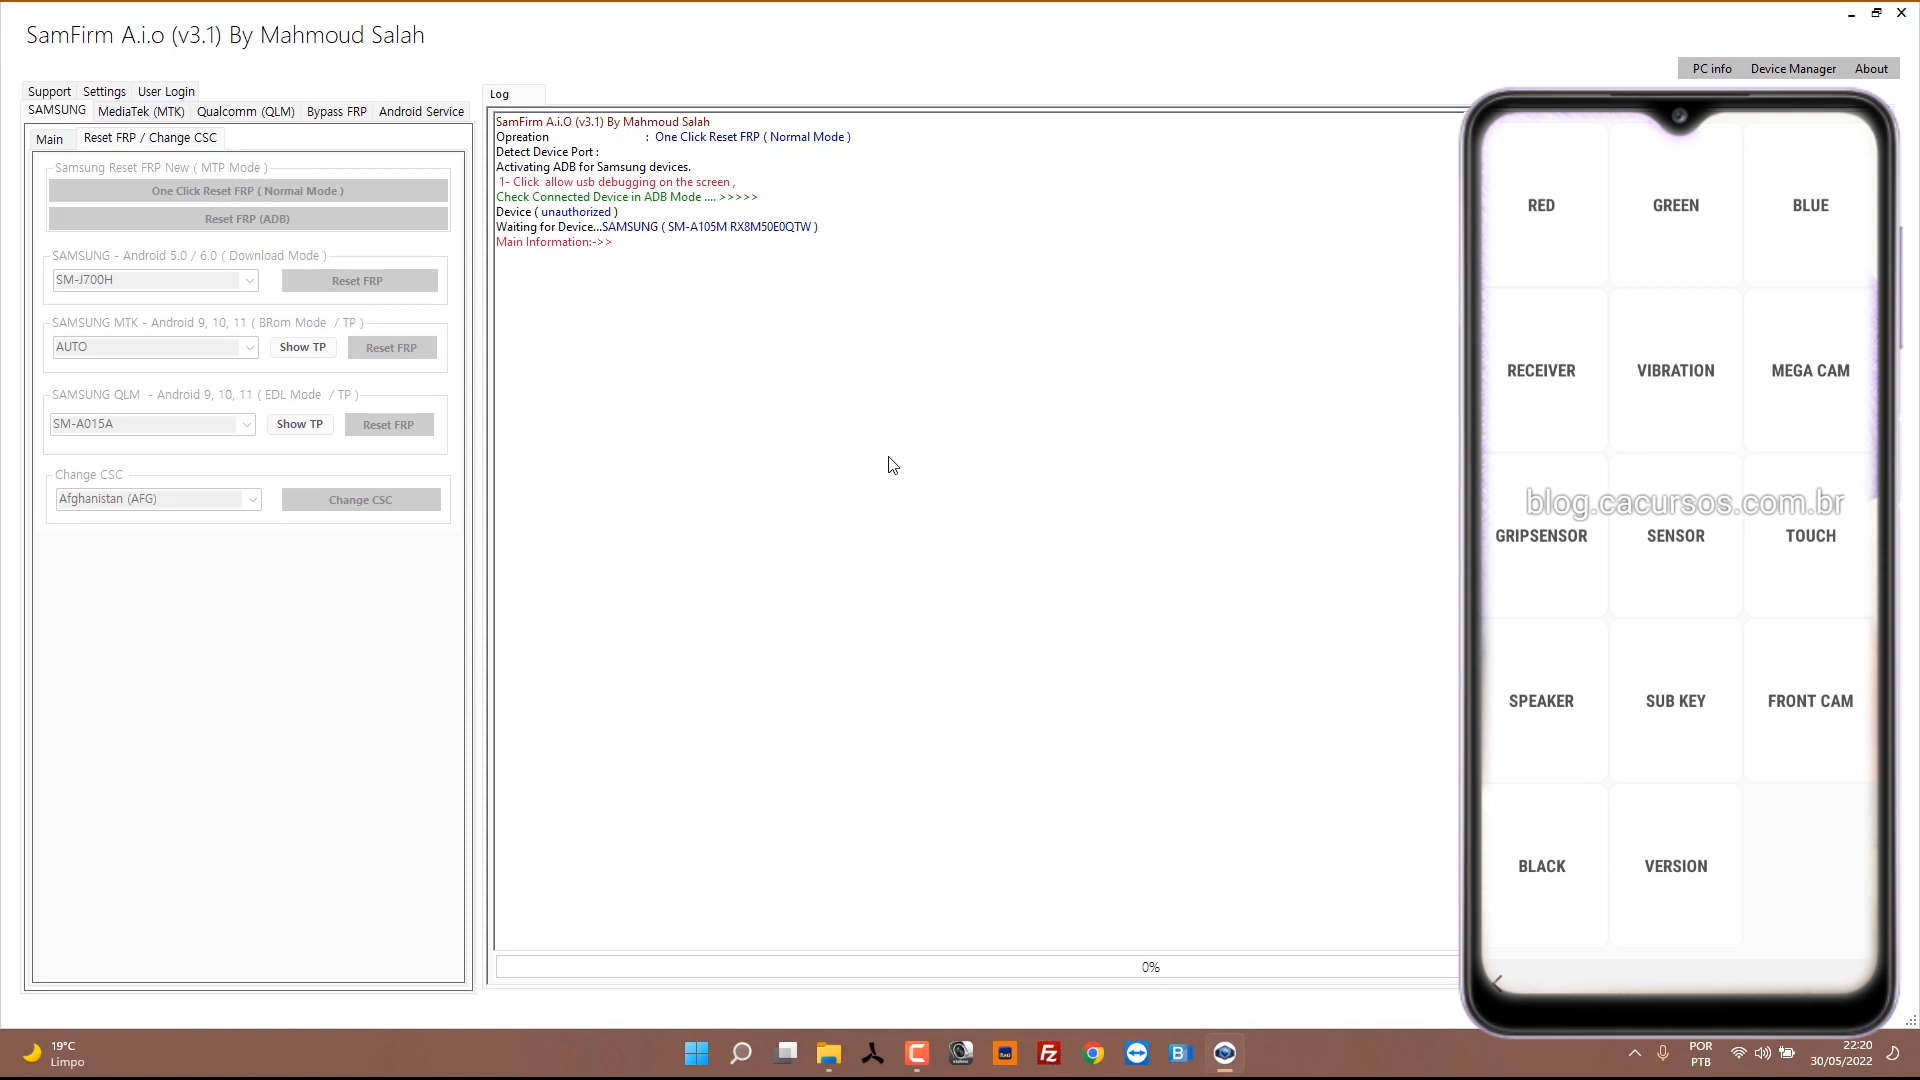 SamFirm A.i.o (v3.1) By Mahmoud Salah
PC info Device Manager About
Support Settings User Login
SAMSUNG MediaTek (MTK) Qualcomm (QLM) Bypass FRP Android Service
Main Reset FRP / Change CSC
Samsung Reset FRP New ( MTP Mode )
One Click Reset FRP ( Normal Mode )
Reset FRP (ADB)
SAMSUNG - Android 5.0 / 6.0 ( Download Mode )
SM-J700H Reset FRP
SAMSUNG MTK - Android 9, 10, 11 ( BRom Mode / TP )
AUTO Show TP Reset FRP
SAMSUNG QLM - Android 9, 10, 11 ( EDL Mode / TP )
SM-A015A Show TP Reset FRP
Change CSC
Afghanistan (AFG) Change CSC
Log
SamFirm A.i.O (v3.1) By Mahmoud Salah
Opreation : One Click Reset FRP ( Normal Mode )
Detect Device Port :
Activating ADB for Samsung devices.
1- Click allow usb debugging on the screen ,
Check Connected Device in ADB Mode .... >>>>>
Device ( unauthorized )
Waiting for Device...SAMSUNG ( SM-A105M RX8M50E0QTW )
Main Information:->>
0%
RED GREEN BLUE
RECEIVER VIBRATION MEGA CAM
blog.cacursos.com.br
GRIPSENSOR SENSOR TOUCH
SPEAKER SUB KEY FRONT CAM
BLACK VERSION
19°C
Limpo
POR
PTB
22:20
30/05/2022